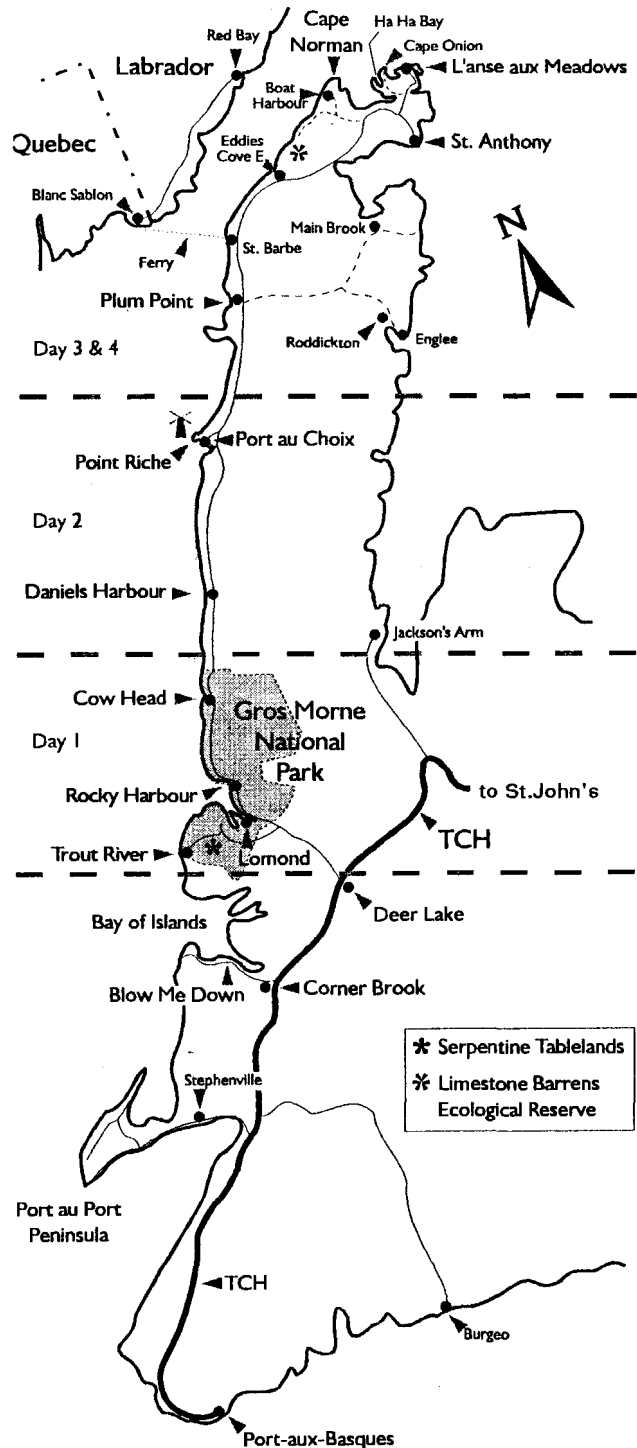 Cape
Norman
Ha Ha Bay
Cape Onion
Red Bay
Labrador
L'anse aux Meadows
Boat
Harbour
Quebec
Eddies
Cove E
St. Anthony
Blanc Sablon
Main Brook
N
St. Barbe
Ferry
Plum Point
Roddickton
Englee
Day 3 & 4
Port au Choix
Point Riche
Day 2
Daniels Harbour
Jackson's Arm
Cow Head
Gros Morne
National
Park
Day 1
Rocky Harbour
to St.John's
TCH
Trout River
Lomond
Deer Lake
Bay of Islands
Blow Me Down
Corner Brook
Serpentine Tablelands
Limestone Barrens
Ecological Reserve
Stephenville
Port au Port
Peninsula
TCH
Burgeo
Port-aux-Basques